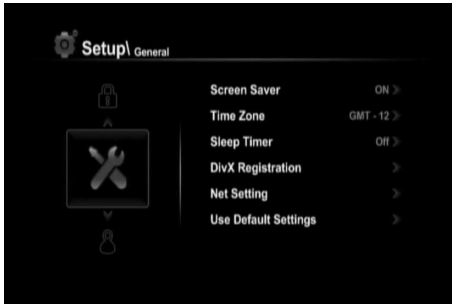 Setup\ General
Screen Saver ON >
Time Zone GMT - 12 >
Sleep Timer Off >
DivX Registration >
Net Setting >
Use Default Settings >